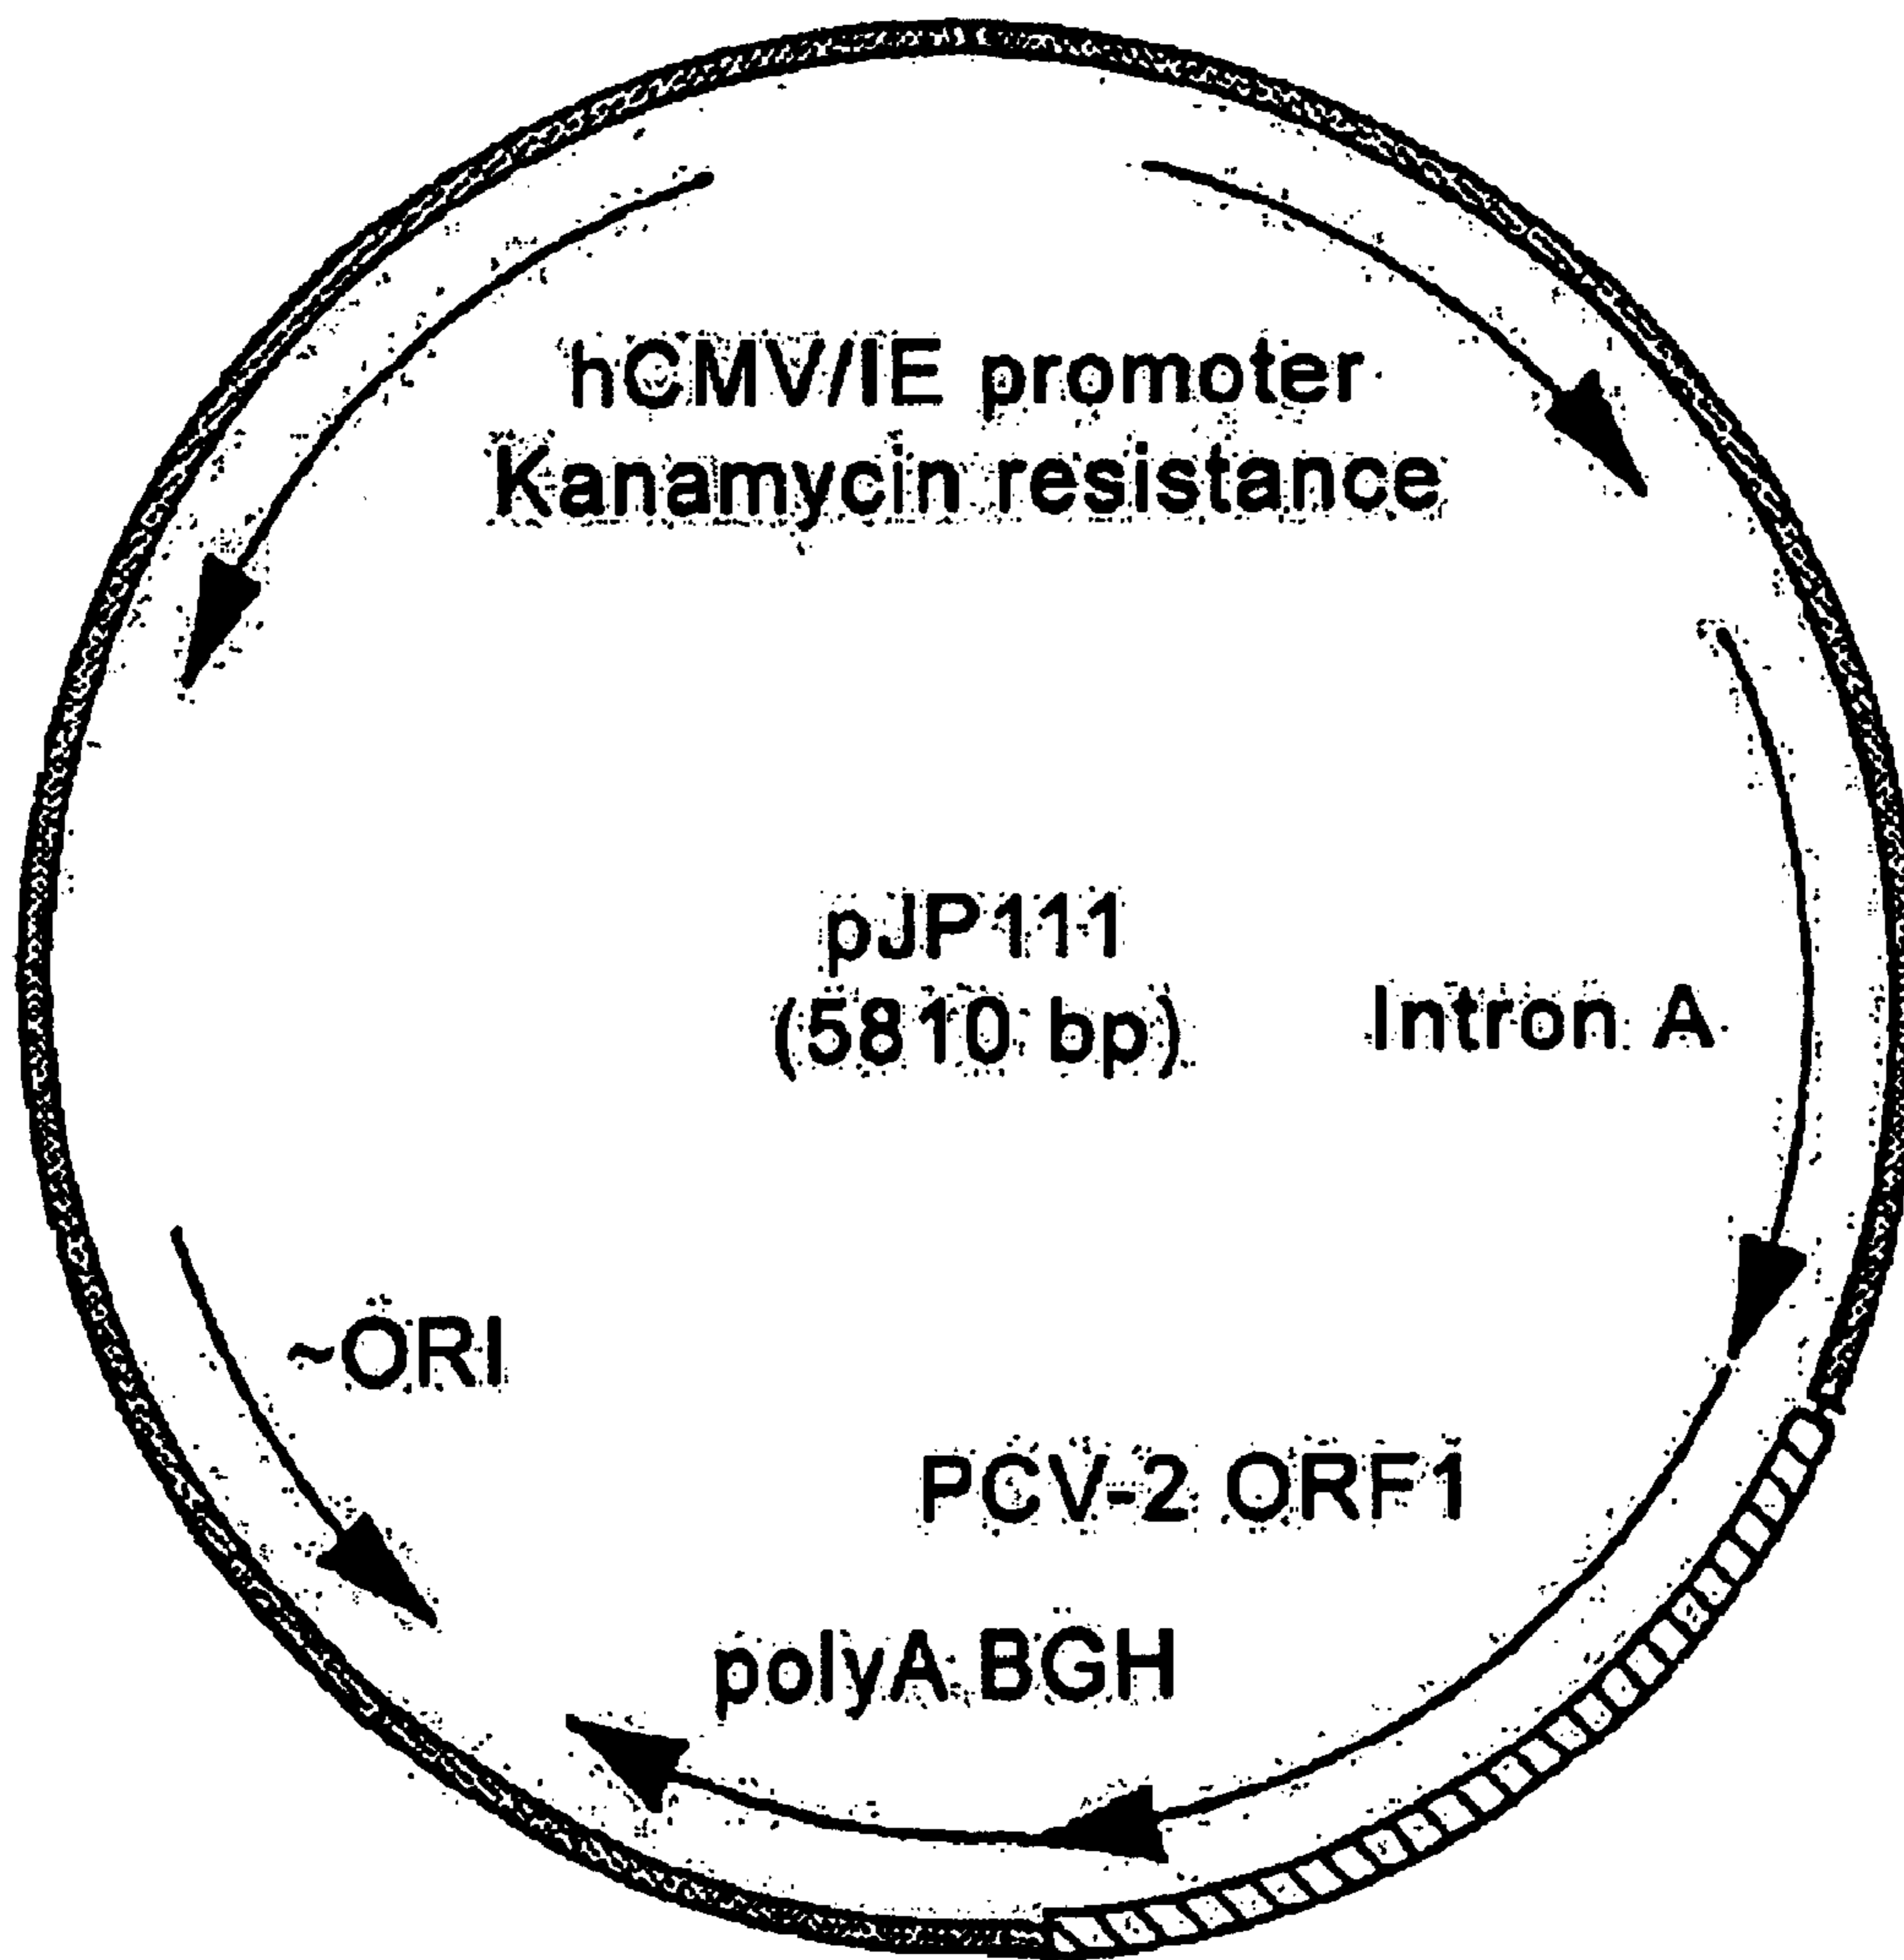 hCMV/IE promoter
Kanamycin resistance
pJP111
(5810 bp)
Intron A
~ORI
PCV-2 ORF1
polyA BGH